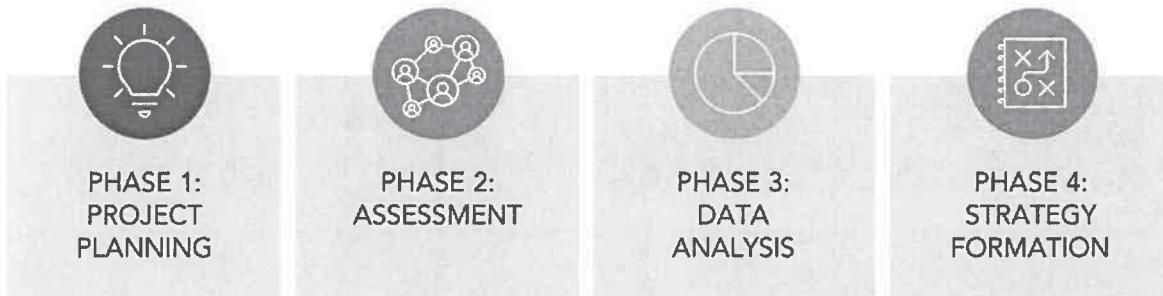 PHASE 1:
PROJECT
PLANNING
PHASE 2:
ASSESSMENT
PHASE 3:
DATA
ANALYSIS
PHASE 4:
STRATEGY
FORMATION